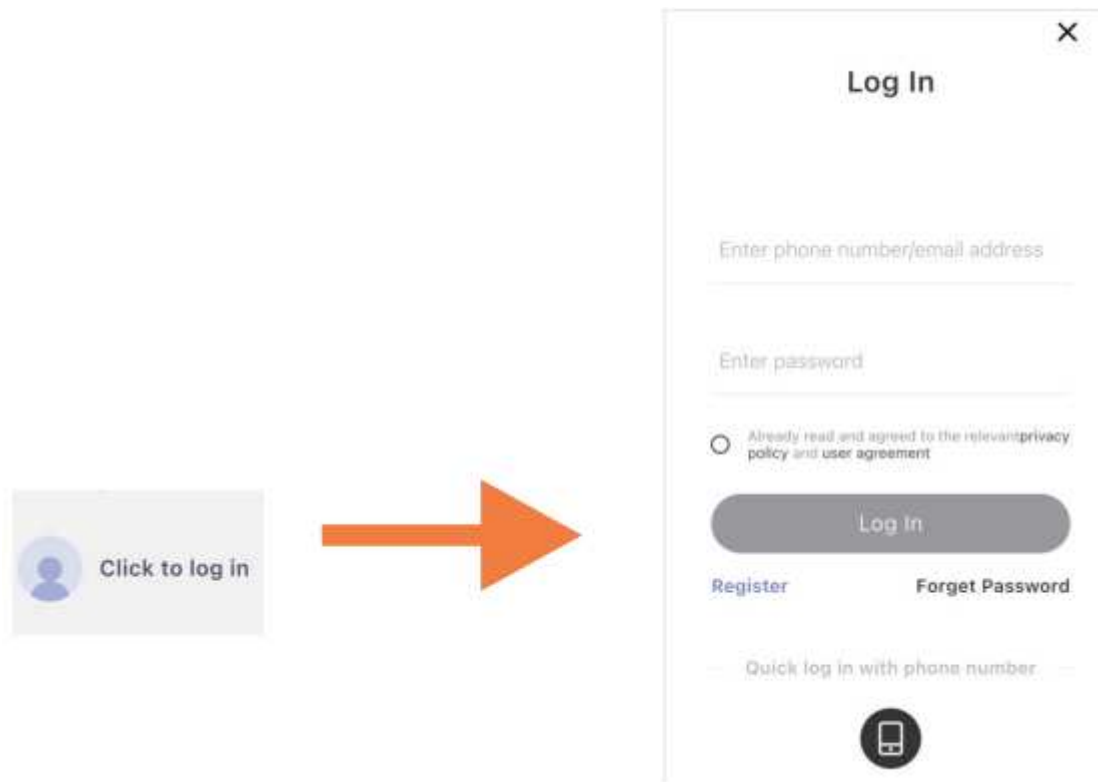 Log In
Enter phone number/email address
Enter password
Already read and agreed to the relevantprivacy
policy and user agreement
Log In
Click to log in
Register
Forget Password
Quick log in with phone number